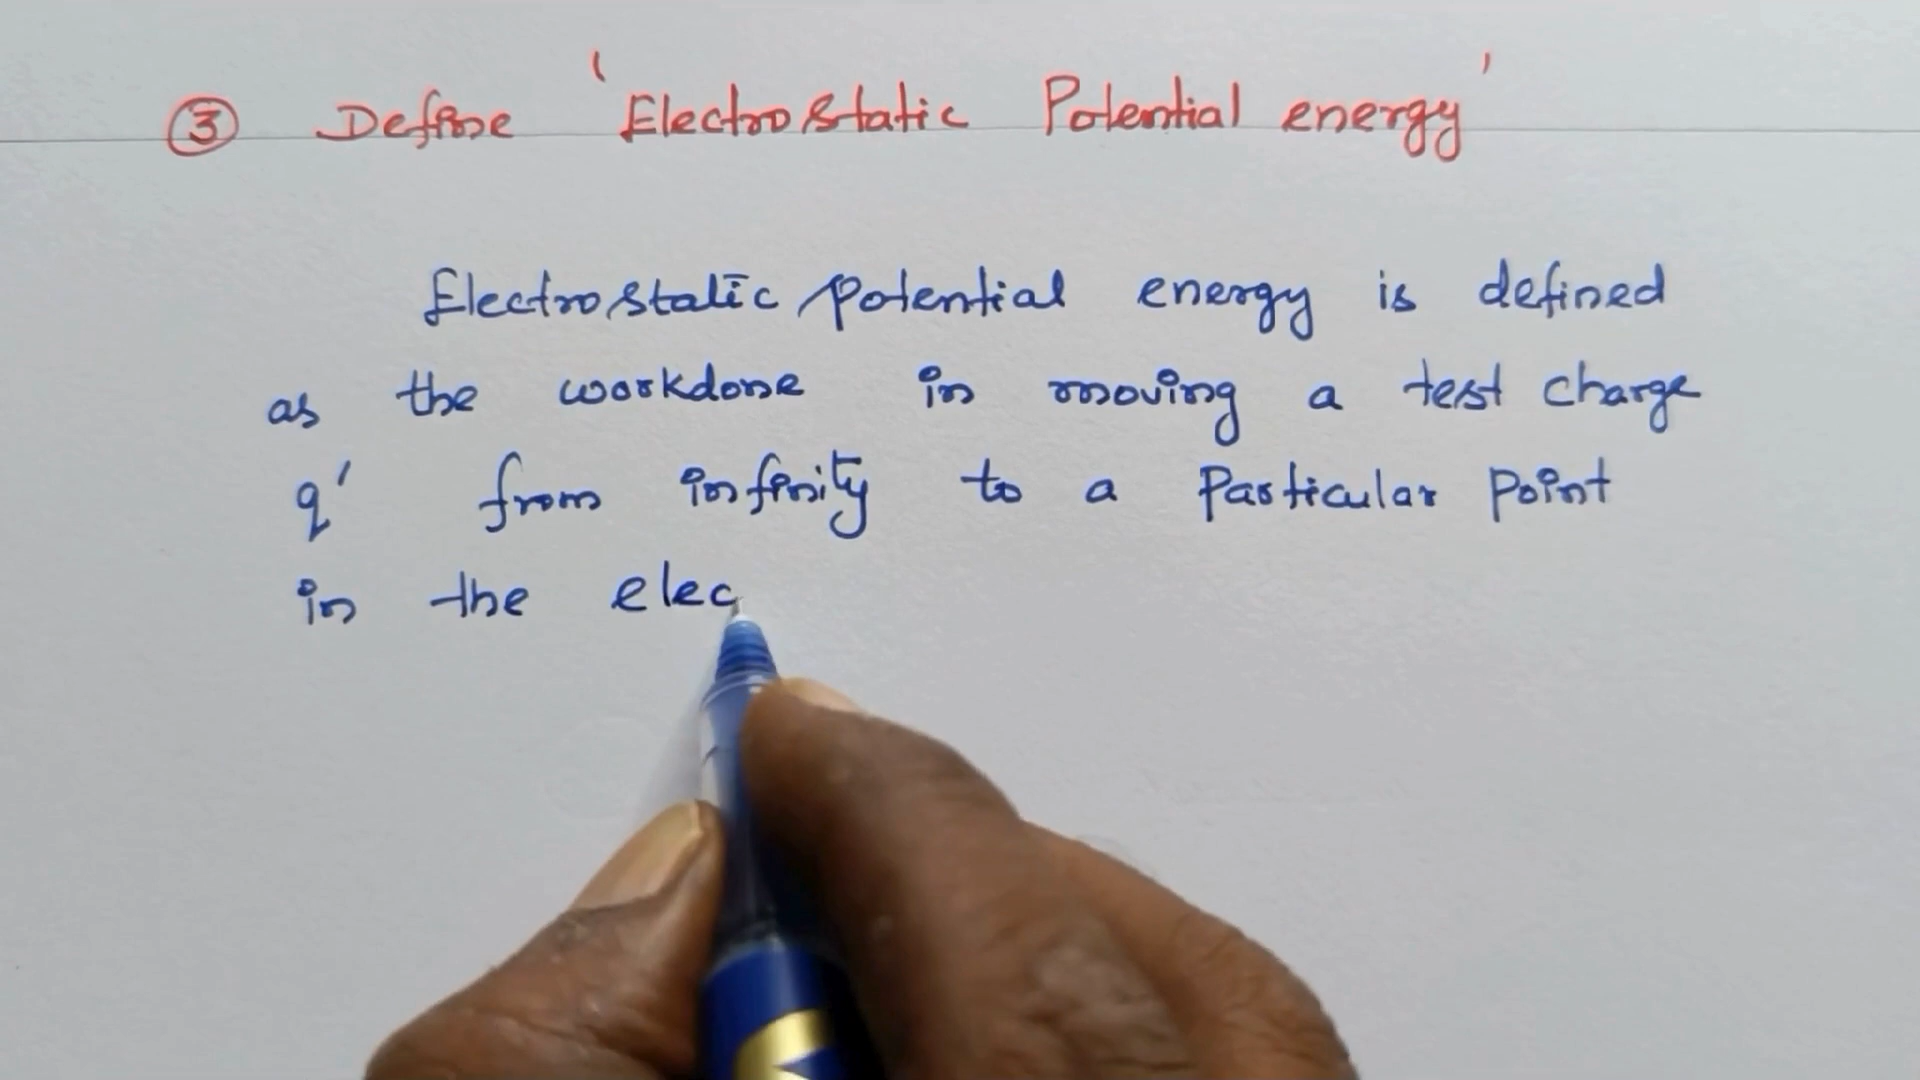 ③ Define 'Electrostatic Potential energy'
Electrostatic potential energy is defined
as the workdone in moving a test charge
q' from infinity to a Particular Point
in the elec